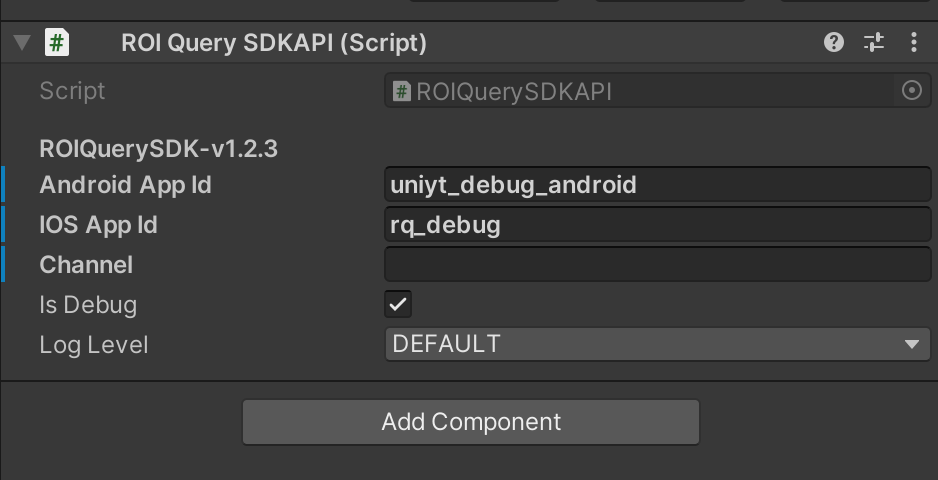 ROI Query SDKAPI (Script)
Script ROIQuerySDKAPI
ROIQuerySDK-v1.2.3
Android App Id uniyt_debug_android
IOS App Id rq_debug
Channel
Is Debug
Log Level DEFAULT
Add Component